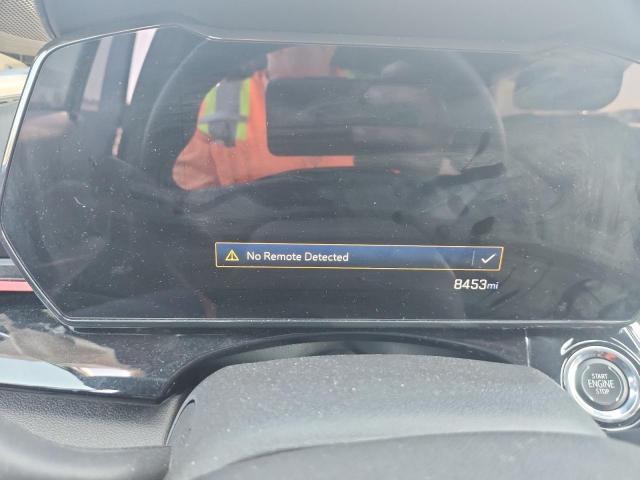 No Remote Detected
8453mi
START
ENGINE
STOP